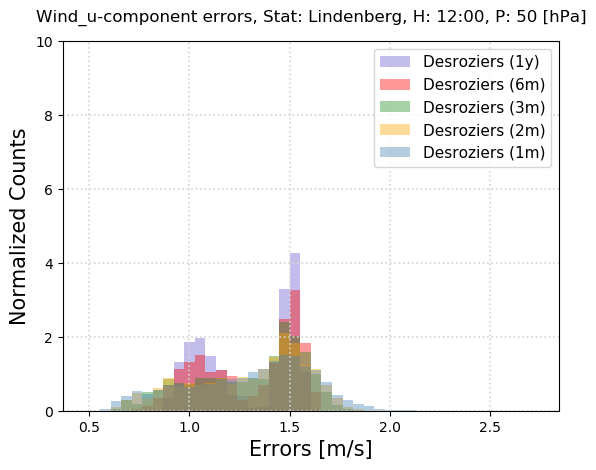 Wind_u-component errors, Stat: Lindenberg, H: 12:00, P: 50 [hPa]
10
8
6
4
2
0
Normalized Counts
Desroziers (1y)
Desroziers (6m)
Desroziers (3m)
Desroziers (2m)
Desroziers (1m)
0.5 1.0 1.5 2.0 2.5
Errors [m/s]